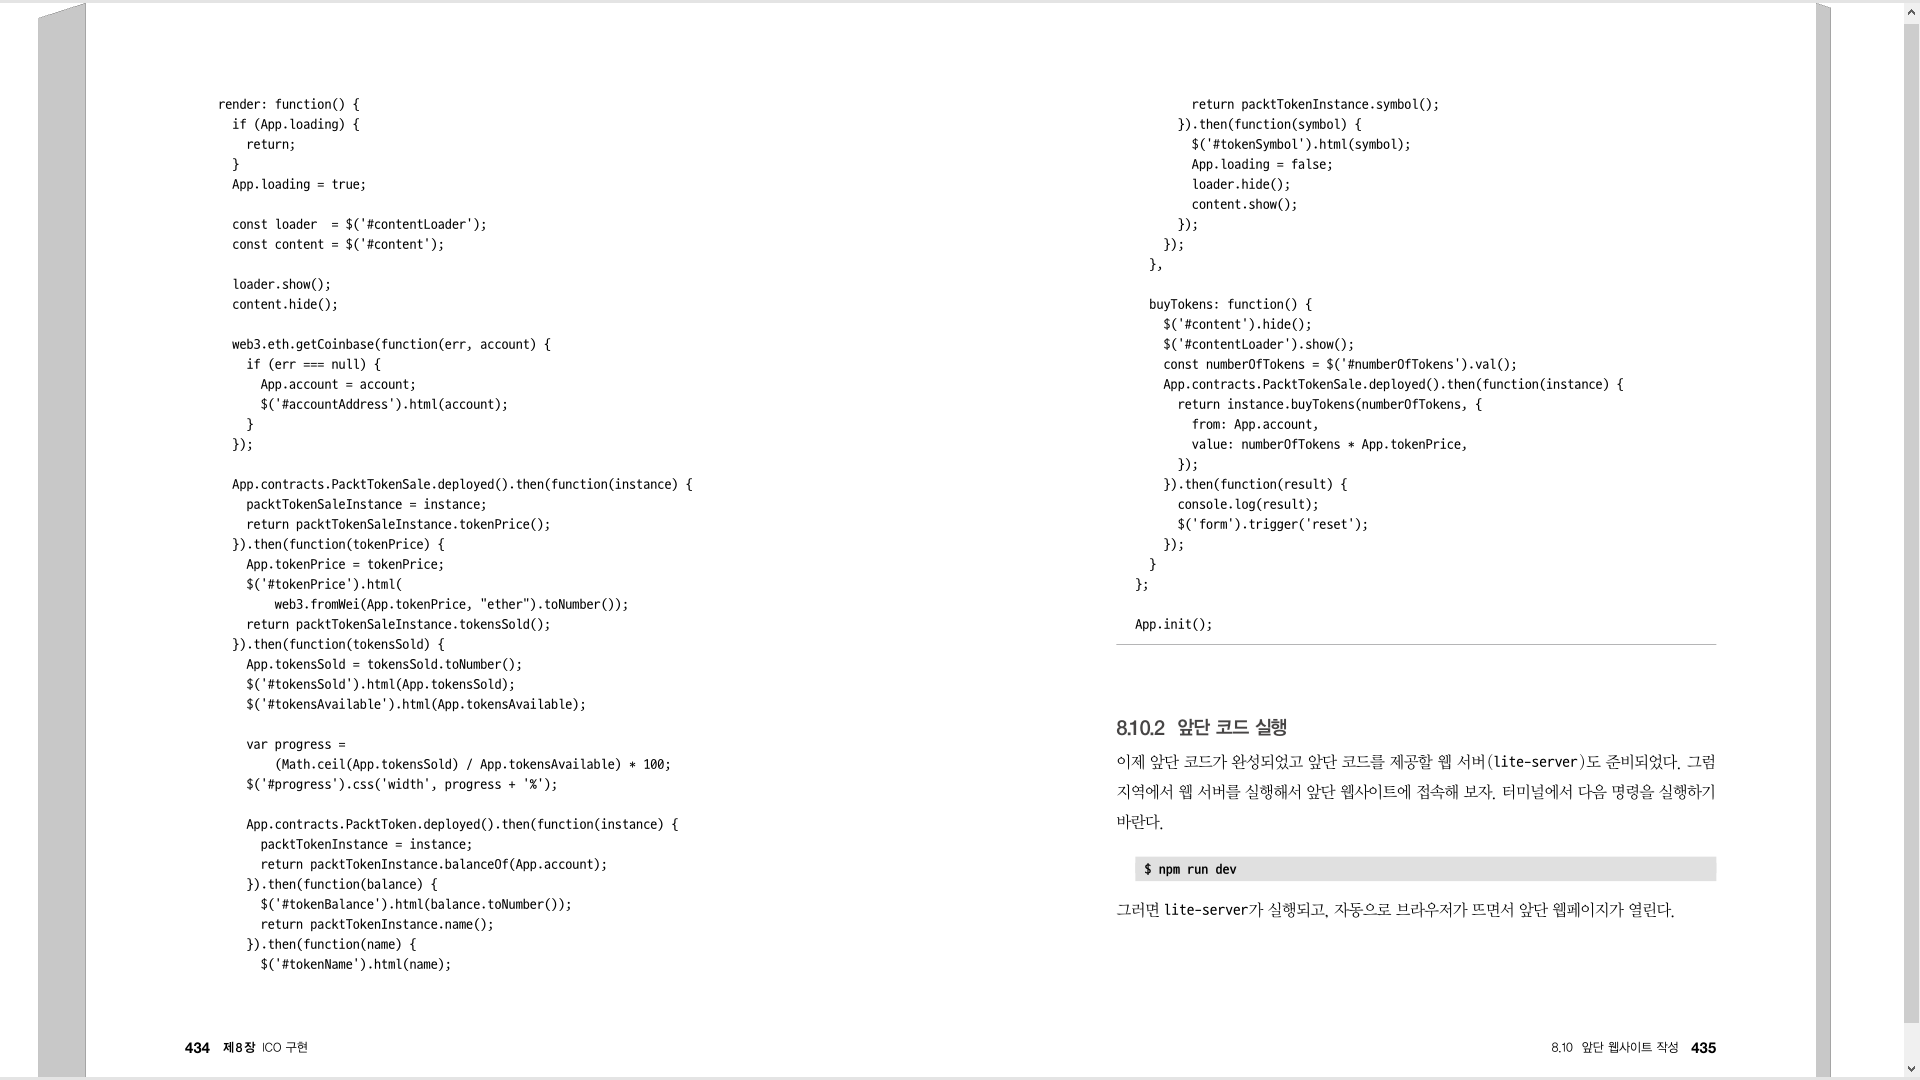 render: function() {
  if (App.loading) {
    return;
  }
  App.loading = true;

  const loader  = $('#contentLoader');
  const content = $('#content');

  loader.show();
  content.hide();

  web3.eth.getCoinbase(function(err, account) {
    if (err === null) {
      App.account = account;
      $('#accountAddress').html(account);
    }
  });

  App.contracts.PacktTokenSale.deployed().then(function(instance) {
    packtTokenSaleInstance = instance;
    return packtTokenSaleInstance.tokenPrice();
  }).then(function(tokenPrice) {
    App.tokenPrice = tokenPrice;
    $('#tokenPrice').html(
        web3.fromWei(App.tokenPrice, "ether").toNumber());
    return packtTokenSaleInstance.tokensSold();
  }).then(function(tokensSold) {
    App.tokensSold = tokensSold.toNumber();
    $('#tokensSold').html(App.tokensSold);
    $('#tokensAvailable').html(App.tokensAvailable);

    var progress =
        (Math.ceil(App.tokensSold) / App.tokensAvailable) * 100;
    $('#progress').css('width', progress + '%');

    App.contracts.PacktToken.deployed().then(function(instance) {
      packtTokenInstance = instance;
      return packtTokenInstance.balanceOf(App.account);
    }).then(function(balance) {
      $('#tokenBalance').html(balance.toNumber());
      return packtTokenInstance.name();
    }).then(function(name) {
      $('#tokenName').html(name);
434 제8장 ICO 구현
        return packtTokenInstance.symbol();
      }).then(function(symbol) {
        $('#tokenSymbol').html(symbol);
        App.loading = false;
        loader.hide();
        content.show();
      });
    });
  },

  buyTokens: function() {
    $('#content').hide();
    $('#contentLoader').show();
    const numberOfTokens = $('#numberOfTokens').val();
    App.contracts.PacktTokenSale.deployed().then(function(instance) {
      return instance.buyTokens(numberOfTokens, {
        from: App.account,
        value: numberOfTokens * App.tokenPrice,
      });
    }).then(function(result) {
      console.log(result);
      $('form').trigger('reset');
    });
  }
};

App.init();
8.10.2 앞단 코드 실행
이제 앞단 코드가 완성되었고 앞단 코드를 제공할 웹 서버(lite-server)도 준비되었다. 그럼
지역에서 웹 서버를 실행해서 앞단 웹사이트에 접속해 보자. 터미널에서 다음 명령을 실행하기
바란다.
$ npm run dev
그러면 lite-server가 실행되고, 자동으로 브라우저가 뜨면서 앞단 웹페이지가 열린다.
8.10 앞단 웹사이트 작성 435